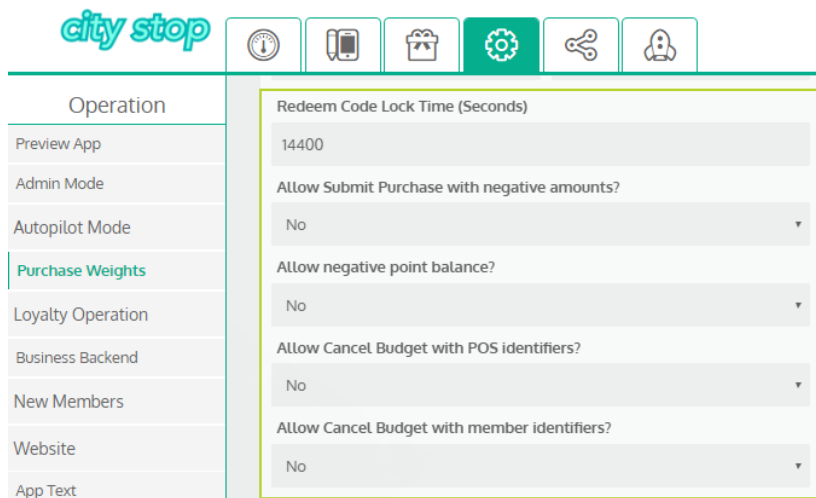 city stop
Operation
Preview App
Admin Mode
Autopilot Mode
Purchase Weights
Loyalty Operation
Business Backend
New Members
Website
App Text
Redeem Code Lock Time (Seconds)
14400
Allow Submit Purchase with negative amounts?
No
Allow negative point balance?
No
Allow Cancel Budget with POS identifiers?
No
Allow Cancel Budget with member identifiers?
No